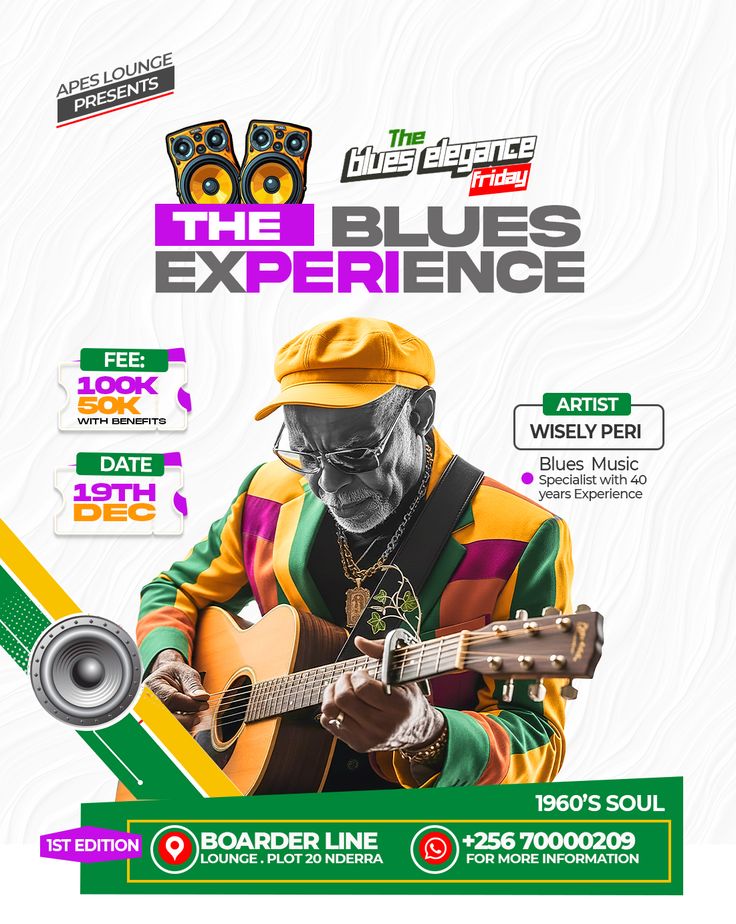 APES LOUNGE
PRESENTS
The
blues elegance
friday
THE BLUES
EXPERIENCE
FEE:
100K
50K
WITH BENEFITS
DATE
19TH
DEC
ARTIST
WISELY PERI
Blues Music
Specialist with 40
years Experience
1960'S SOUL
1ST EDITION
BOARDER LINE
LOUNGE . PLOT 20 NDERRA
+256 70000209
FOR MORE INFORMATION